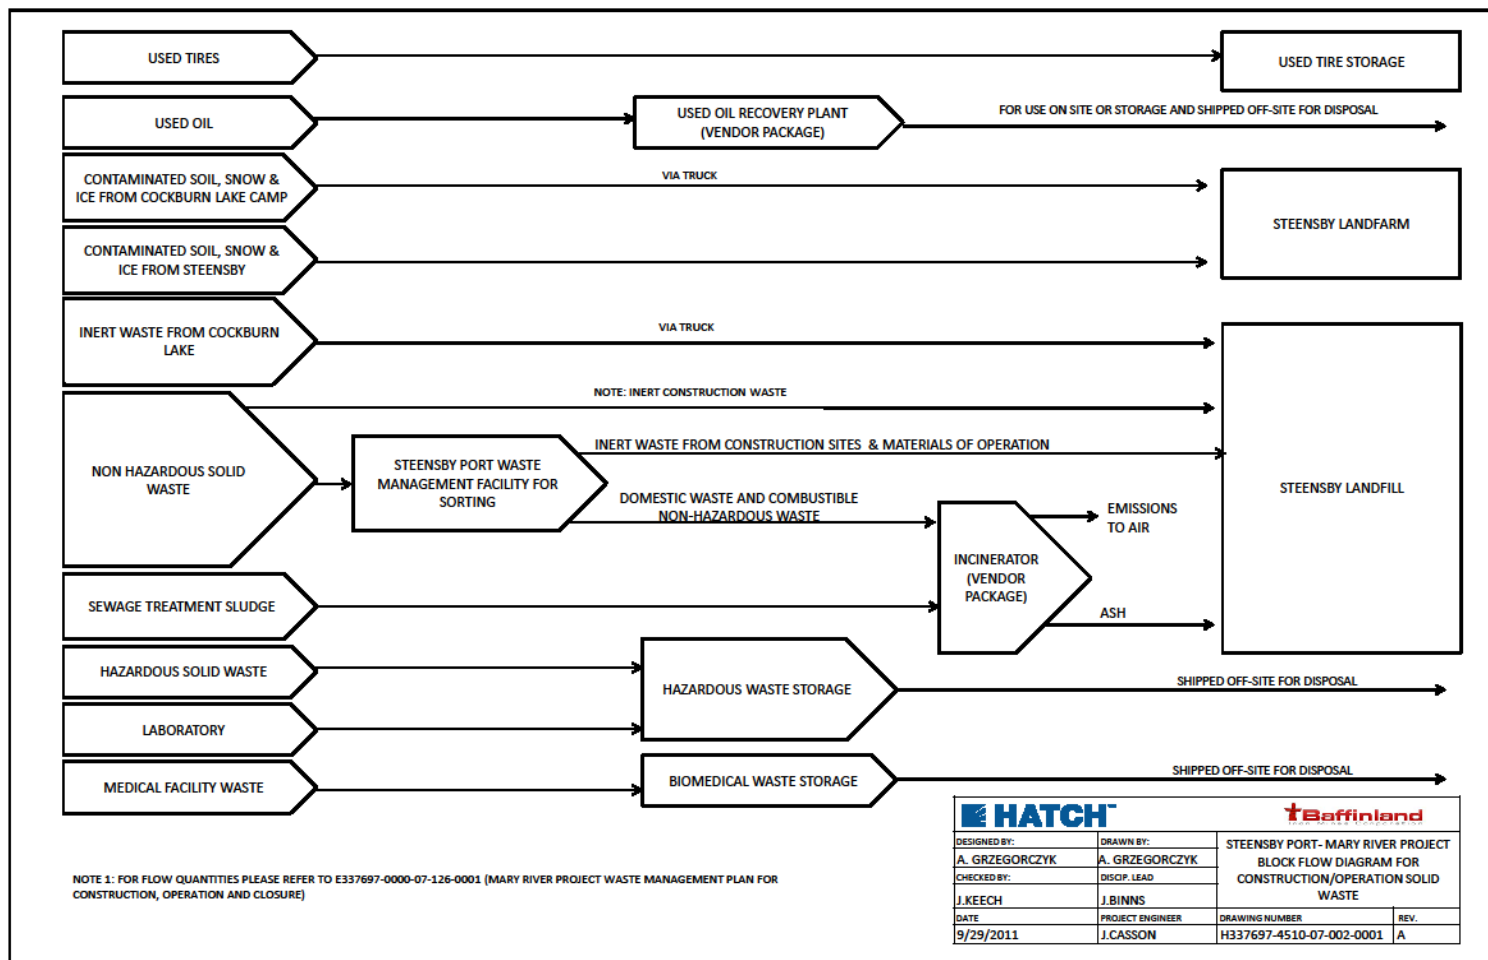 USED TIRES
USED TIRE STORAGE
USED OIL
USED OIL RECOVERY PLANT
(VENDOR PACKAGE)
FOR USE ON SITE OR STORAGE AND SHIPPED OFF-SITE FOR DISPOSAL
CONTAMINATED SOIL, SNOW &
ICE FROM COCKBURN LAKE CAMP
VIA TRUCK
STEENSBY LANDFARM
CONTAMINATED SOIL, SNOW &
ICE FROM STEENSBY
INERT WASTE FROM COCKBURN
LAKE
VIA TRUCK
NOTE: INERT CONSTRUCTION WASTE
NON HAZARDOUS SOLID
WASTE
STEENSBY PORT WASTE
MANAGEMENT FACILITY FOR
SORTING
INERT WASTE FROM CONSTRUCTION SITES & MATERIALS OF OPERATION
DOMESTIC WASTE AND COMBUSTIBLE
NON-HAZARDOUS WASTE
STEENSBY LANDFILL
EMISSIONS
TO AIR
INCINERATOR
(VENDOR
PACKAGE)
ASH
SEWAGE TREATMENT SLUDGE
HAZARDOUS SOLID WASTE
HAZARDOUS WASTE STORAGE
SHIPPED OFF-SITE FOR DISPOSAL
LABORATORY
MEDICAL FACILITY WASTE
BIOMEDICAL WASTE STORAGE
SHIPPED OFF-SITE FOR DISPOSAL
NOTE 1: FOR FLOW QUANTITIES PLEASE REFER TO E337697-0000-07-126-0001 (MARY RIVER PROJECT WASTE MANAGEMENT PLAN FOR
CONSTRUCTION, OPERATION AND CLOSURE)
HATCH™
Baffinland
Iron Mines Corporation
DESIGNED BY:
A. GRZEGORCZYK
DRAWN BY:
A. GRZEGORCZYK
CHECKED BY:
J.KEECH
DISCIP. LEAD
J.BINNS
STEENSBY PORT- MARY RIVER PROJECT
BLOCK FLOW DIAGRAM FOR
CONSTRUCTION/OPERATION SOLID
WASTE
DATE
9/29/2011
PROJECT ENGINEER
J.CASSON
DRAWING NUMBER
H337697-4510-07-002-0001
REV.
A